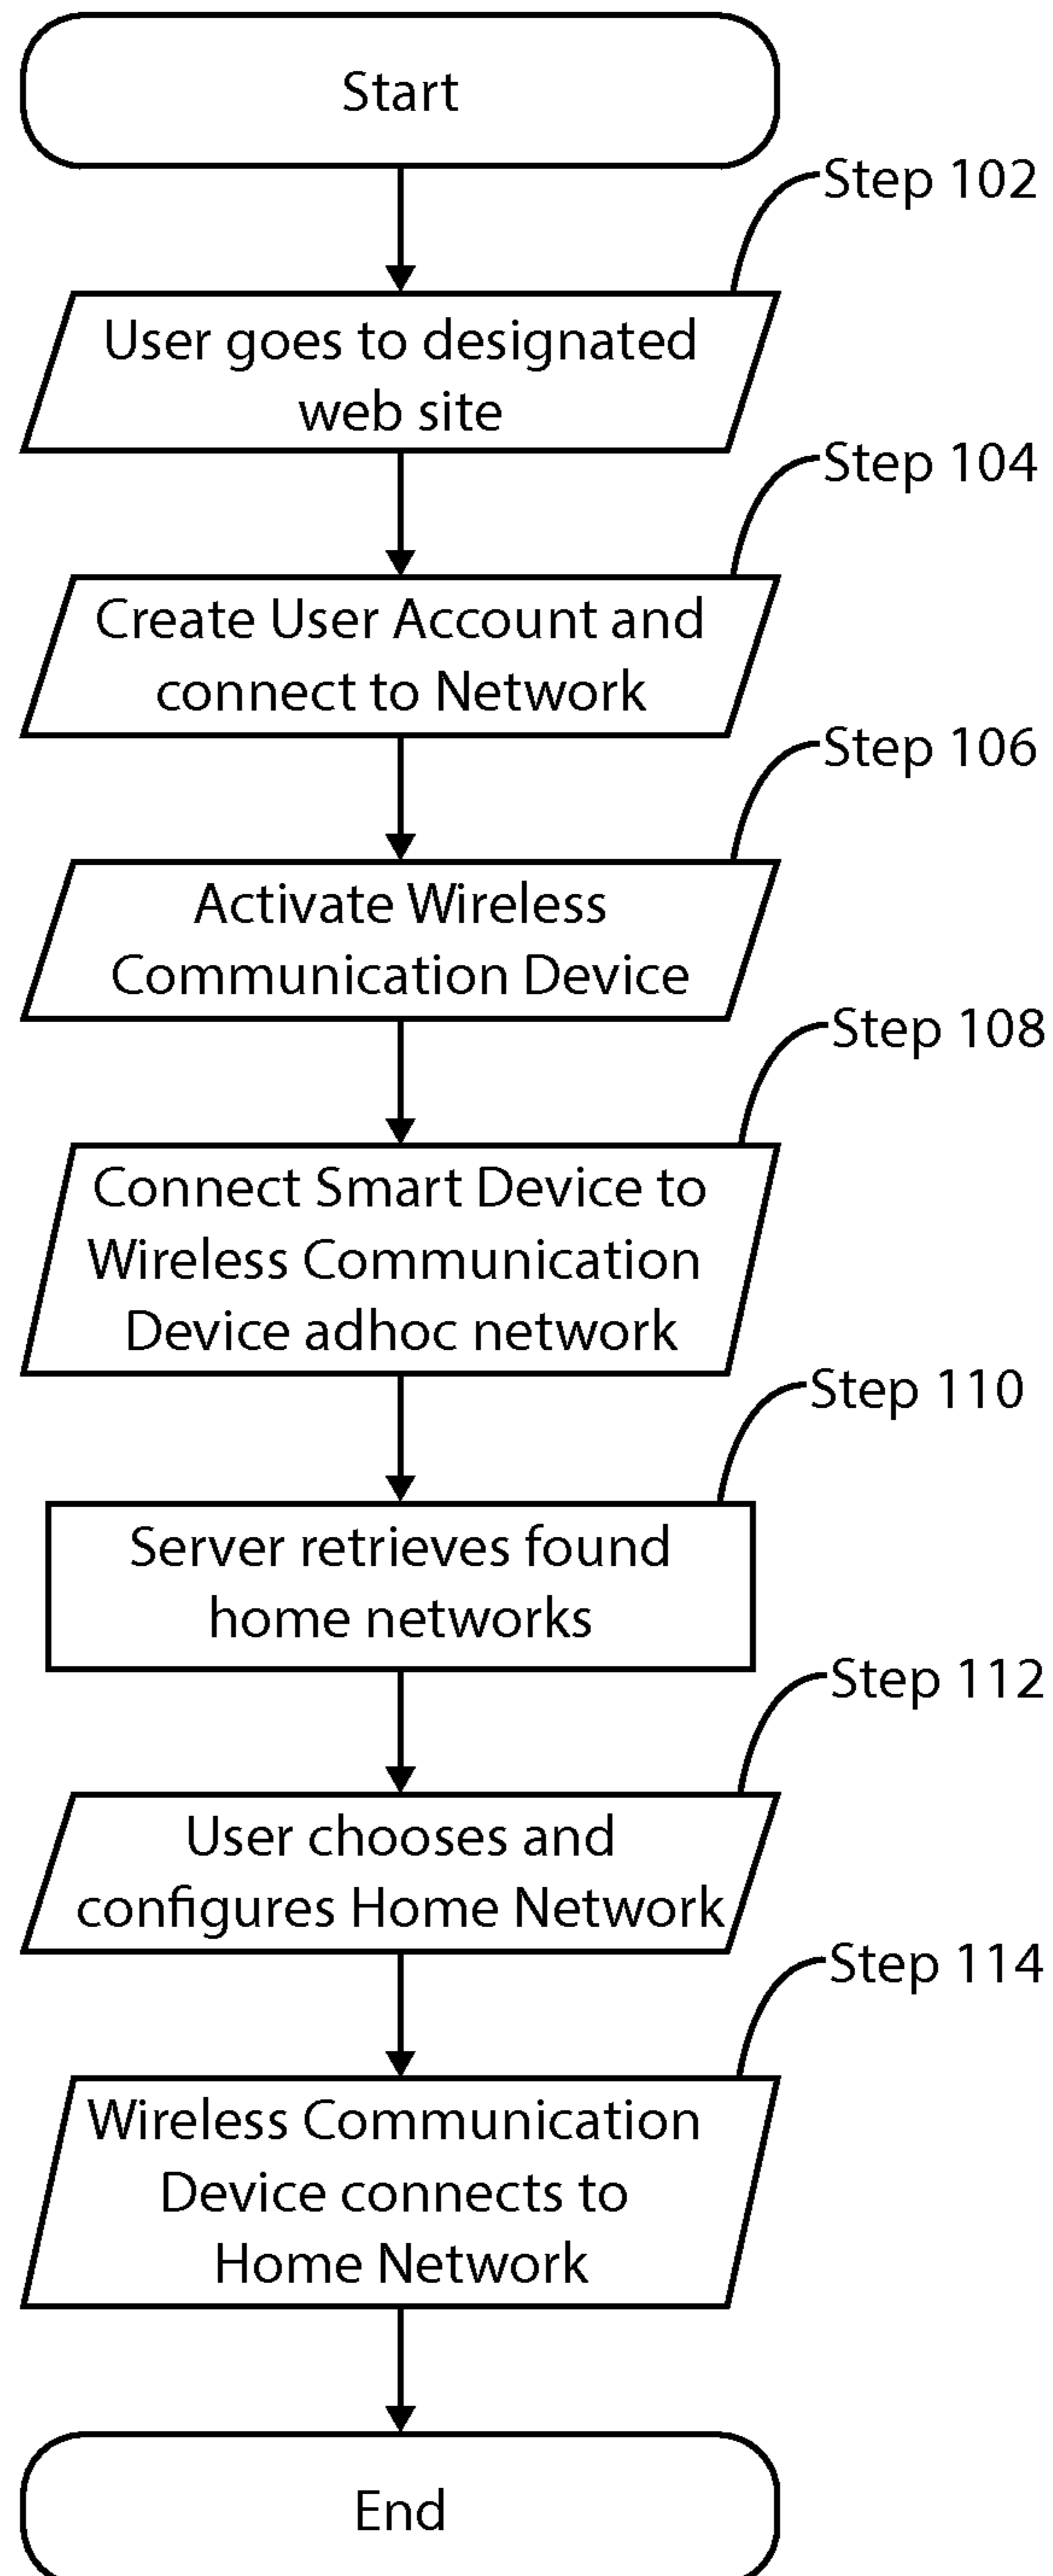 Start
Step 102
User goes to designated
web site
Step 104
Create User Account and
connect to Network
Step 106
Activate Wireless
Communication Device
Step 108
Connect Smart Device to
Wireless Communication
Device adhoc network
Step 110
Server retrieves found
home networks
Step 112
User chooses and
configures Home Network
Step 114
Wireless Communication
Device connects to
Home Network
End